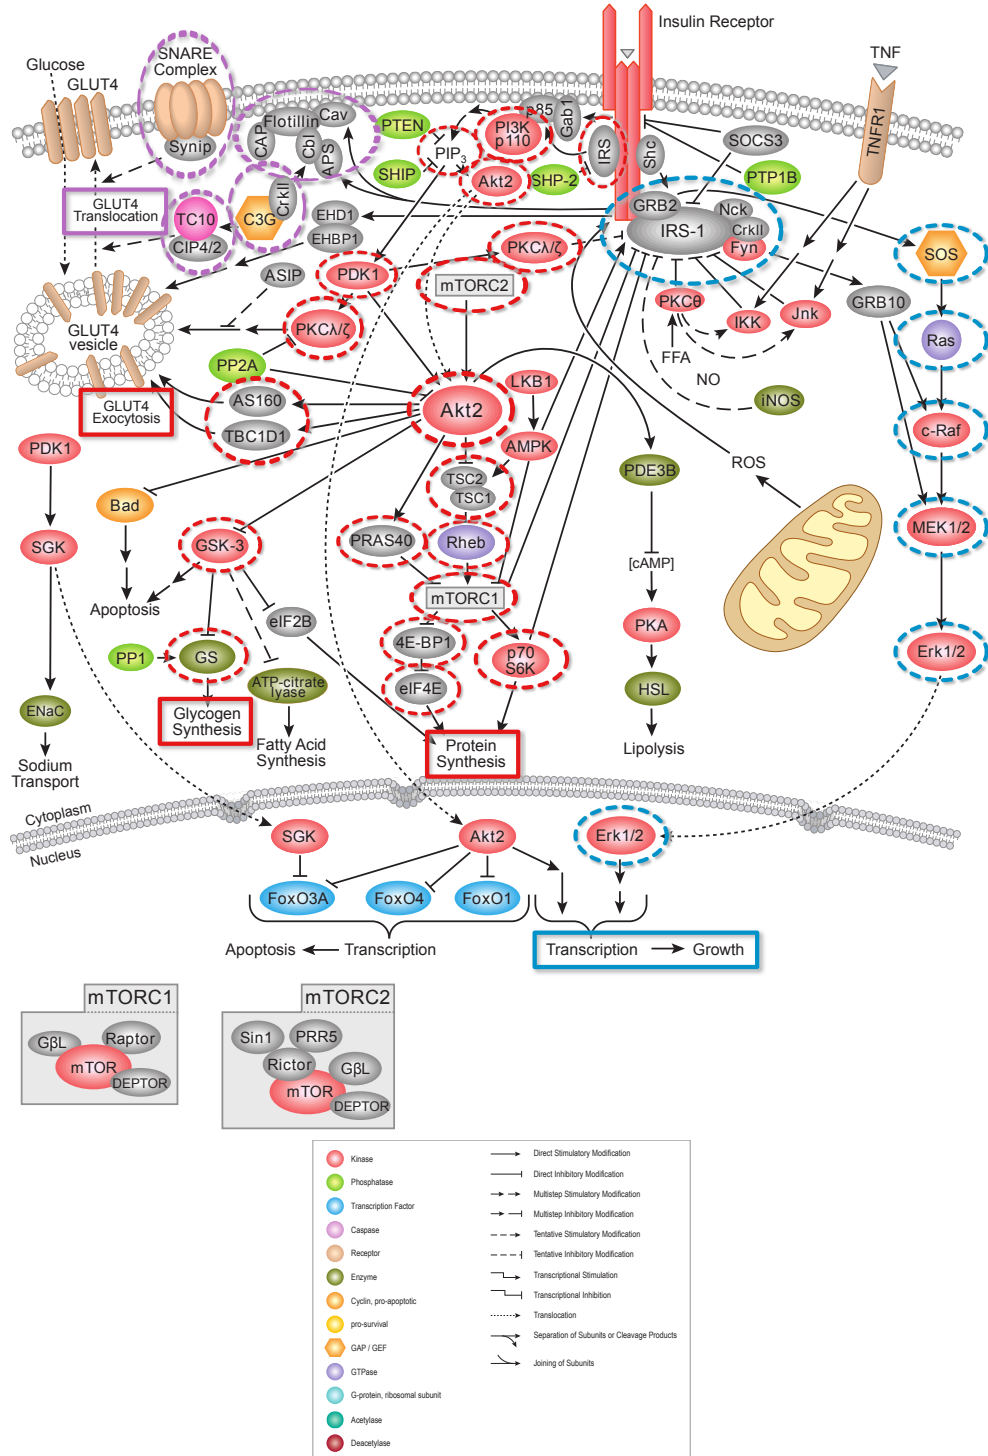 Insulin Receptor
SNARE
Complex
TNF
Glucose
GLUT4
p85
Gab1
Flotillin
Cav
CAP
Cbl
APS
PTEN
PI3K
p110
TNFR1
Synip
PIP3
IRS
Shc
SOCS3
SHIP
Akt2
SHP-2
PTP1B
CrkII
GLUT4
Translocation
TC10
C3G
EHD1
GRB2
Nck
IRS-1
CrkII
Fyn
CIP4/2
EHBP1
PKCλ/ζ
SOS
ASIP
PDK1
mTORC2
PKCθ
IKK
Jnk
GRB10
GLUT4
vesicle
PKCλ/ζ
FFA
Ras
PP2A
NO
LKB1
GLUT4
Exocytosis
AS160
Akt2
iNOS
TBC1D1
c-Raf
PDK1
AMPK
PDE3B
ROS
TSC2
TSC1
Bad
MEK1/2
SGK
GSK-3
PRAS40
Rheb
[cAMP]
Apoptosis
mTORC1
eIF2B
PKA
4E-BP1
PP1
GS
p70
S6K
Erk1/2
ATP-citrate
lyase
eIF4E
HSL
ENaC
Glycogen
Synthesis
Fatty Acid
Synthesis
Protein
Synthesis
Lipolysis
Sodium
Transport
Cytoplasm
Nucleus
SGK
Akt2
Erk1/2
FoxO3A
FoxO4
FoxO1
Apoptosis
Transcription
Transcription
Growth
mTORC1
GβL
Raptor
mTOR
DEPTOR
mTORC2
Sin1
PRR5
Rictor
GβL
mTOR
DEPTOR
Kinase
Phosphatase
Transcription Factor
Caspase
Receptor
Enzyme
Cyclin, pro-apoptotic
pro-survival
GAP / GEF
GTPase
G-protein, ribosomal subunit
Acetylase
Deacetylase
Direct Stimulatory Modification
Direct Inhibitory Modification
Multistep Stimulatory Modification
Multistep Inhibitory Modification
Tentative Stimulatory Modification
Tentative Inhibitory Modification
Transcriptional Stimulation
Transcriptional Inhibition
Translocation
Separation of Subunits or Cleavage Products
Joining of Subunits